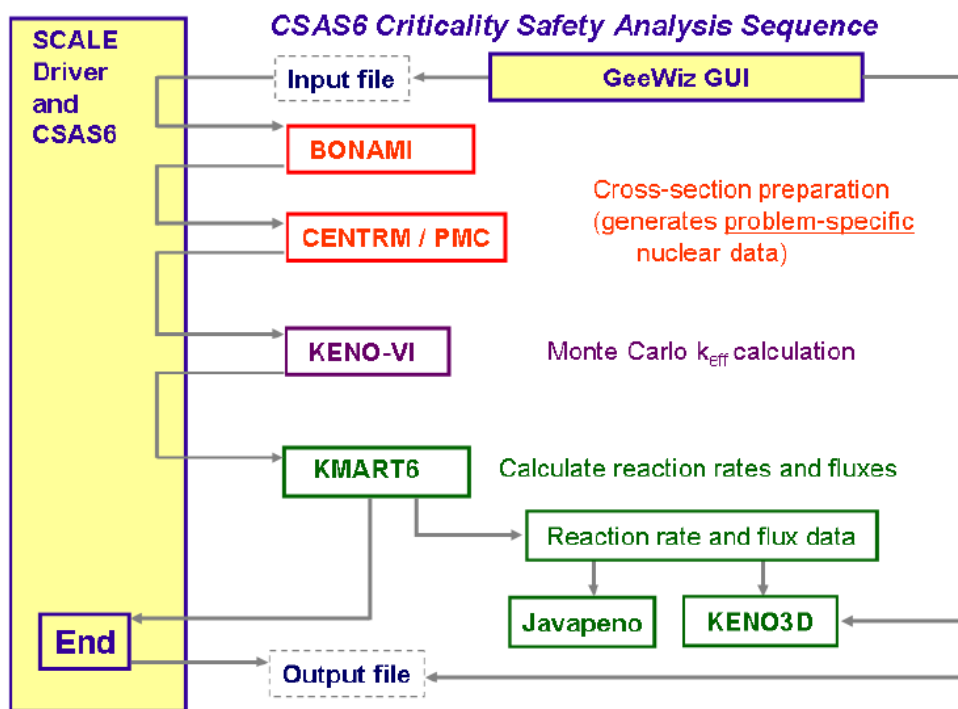 CSAS6 Criticality Safety Analysis Sequence
SCALE
Driver
and
CSAS6
Input file
GeeWiz GUI
BONAMI
Cross-section preparation
(generates problem-specific
nuclear data)
CENTRM / PMC
KENO-VI
Monte Carlo keff calculation
KMART6
Calculate reaction rates and fluxes
Reaction rate and flux data
Javapeno
KENO3D
End
Output file